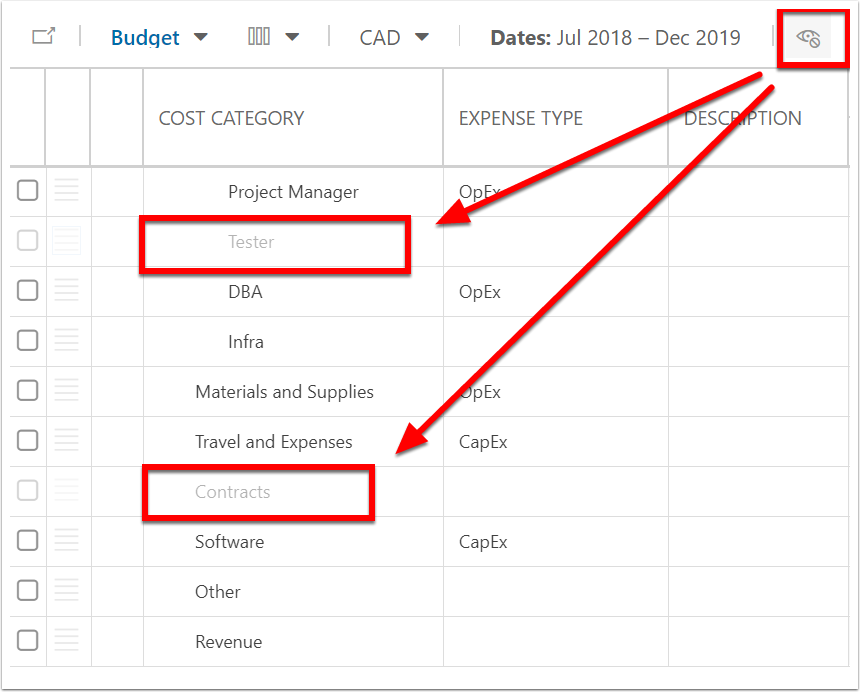 Budget CAD Dates: Jul 2018 – Dec 2019
COST CATEGORY EXPENSE TYPE DESCRIPTION
Project Manager OpEx
Tester
DBA OpEx
Infra
Materials and Supplies OpEx
Travel and Expenses CapEx
Contracts
Software CapEx
Other
Revenue